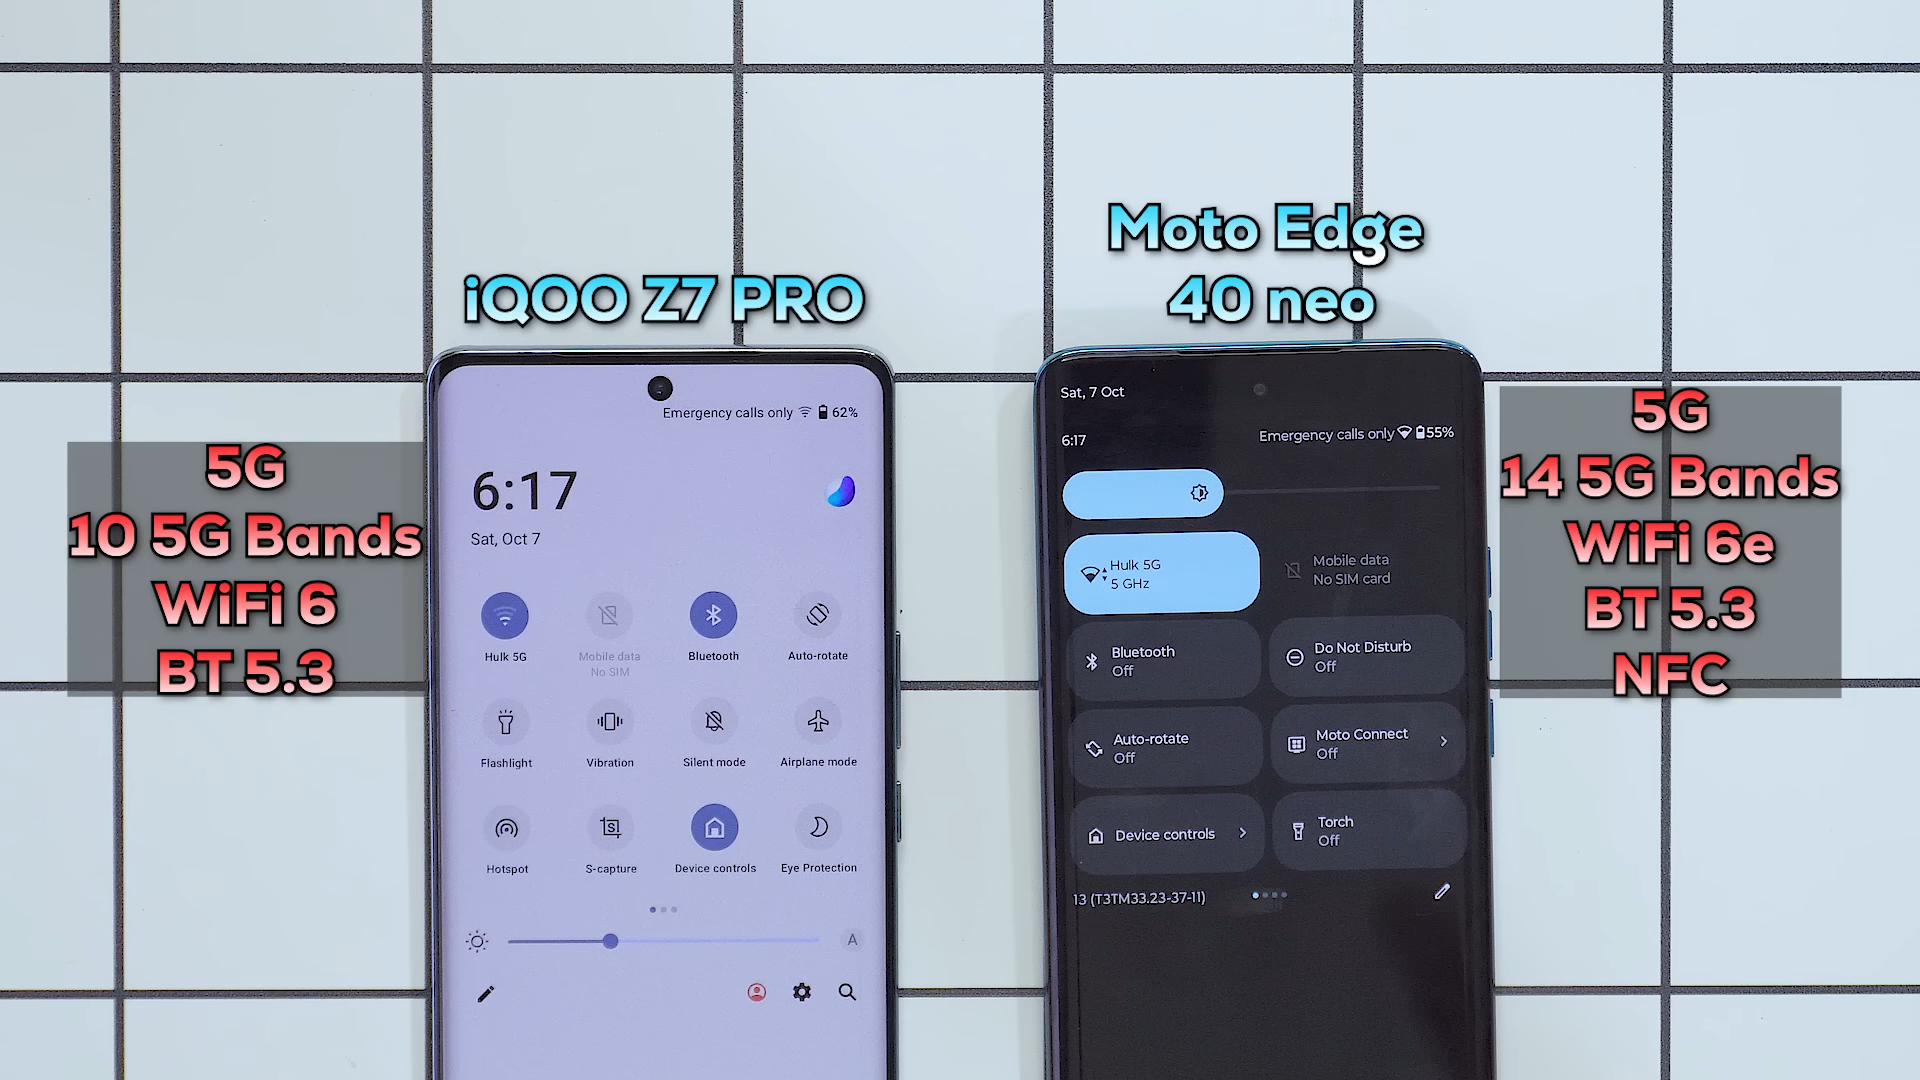 iQOO Z7 PRO
Moto Edge
40 neo
5G
10 5G Bands
WiFi 6
BT 5.3
Emergency calls only 62%
6:17
Sat, Oct 7
Hulk 5G
Mobile data
No SIM
Bluetooth
Auto-rotate
Flashlight
Vibration
Silent mode
Airplane mode
Hotspot
S-capture
Device controls
Eye Protection
A
Sat, 7 Oct
6:17
Emergency calls only 55%
Hulk 5G
5 GHz
Mobile data
No SIM card
Bluetooth
Off
Do Not Disturb
Off
Auto-rotate
Off
Moto Connect
Off
Device controls
Torch
Off
13 (T3TM33.23-37-11)
5G
14 5G Bands
WiFi 6e
BT 5.3
NFC